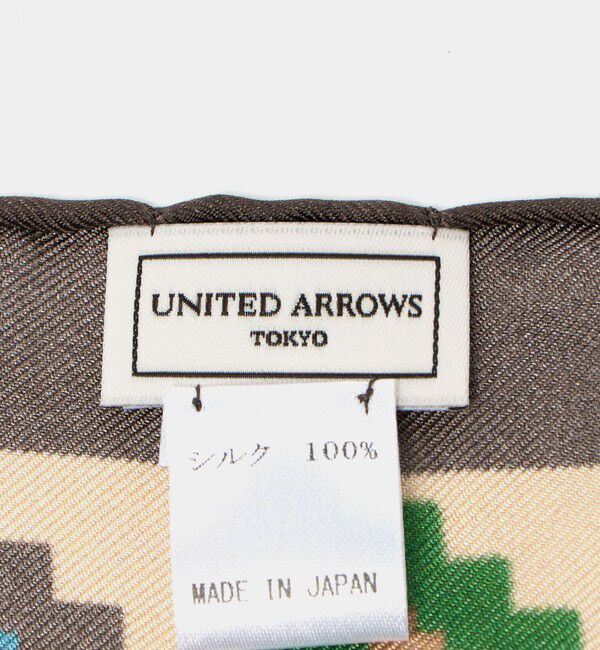 UNITED ARROWS
TOKYO
シルク 100%
MADE IN JAPAN